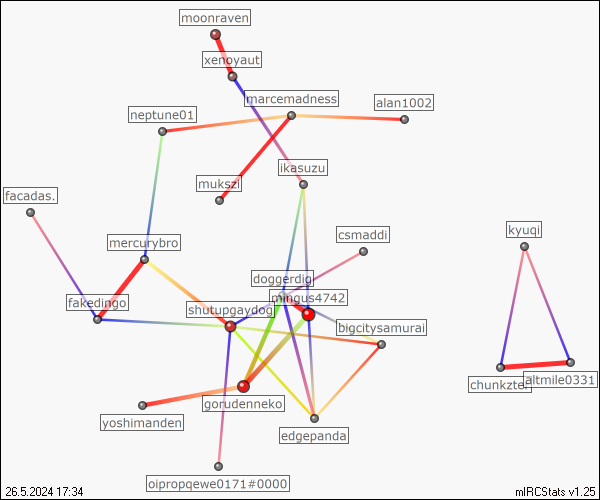 moonraven
xenoyaut
marcemadness
alan1002
neptune01
ikasuzu
mukszi
facadas.
csmaddi
kyuqi
mercurybro
doggerdig
mingus4742
fakedingo
shutupgaydog
bigcitysamurai
chunkzte
altmile0331
gorudenneko
yoshimanden
edgepanda
oipropqewe0171#0000
26.5.2024 17:34
mIRCStats v1.25